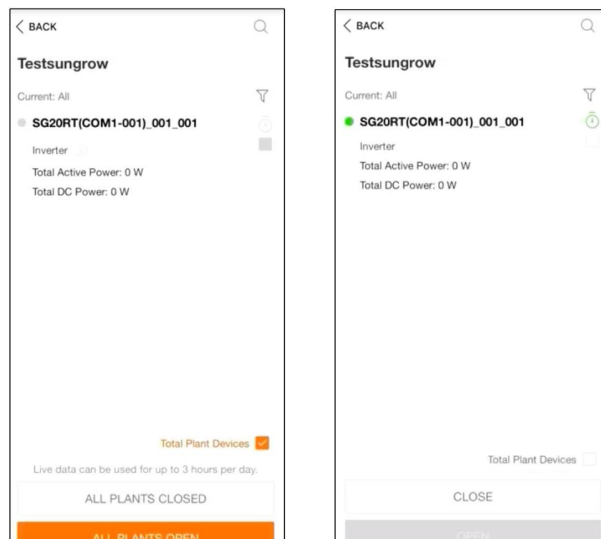 BACK
Testsungrow
Current: All
SG20RT(COM1-001)_001_001
Inverter
Total Active Power: 0 W
Total DC Power: 0 W
Total Plant Devices
Live data can be used for up to 3 hours per day.
ALL PLANTS CLOSED
ALL PLANTS OPEN
BACK
Testsungrow
Current: All
SG20RT(COM1-001)_001_001
Inverter
Total Active Power: 0 W
Total DC Power: 0 W
Total Plant Devices
CLOSE
OPEN